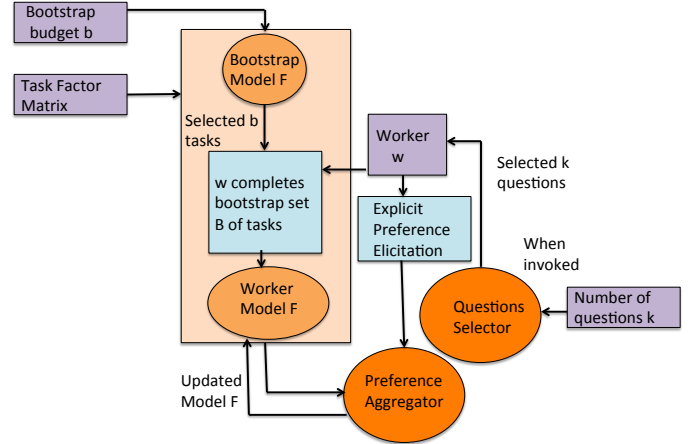 Bootstrap
budget b
Task Factor
Matrix
Bootstrap
Model F
Selected b
tasks
w completes
bootstrap set
B of tasks
Worker
Model F
Worker
w
Explicit
Preference
Elicitation
Selected k
questions
When
invoked
Questions
Selector
Number of
questions k
Updated
Model F
Preference
Aggregator